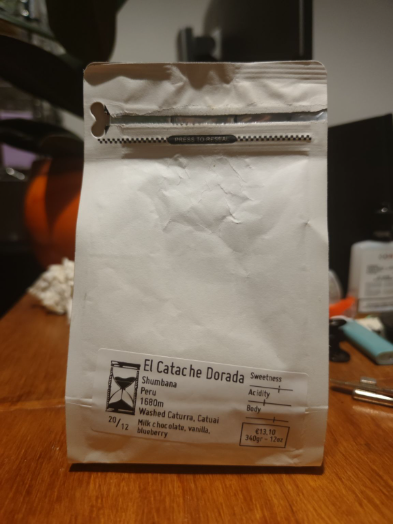 PRESS TO CLOSE
El Catache Dorada
Shumbana
Peru
1680m
Washed Caturra, Catuai
Milk chocolate, vanilla,
blueberry
20/12
Sweetness
Acidity
Body
€13,10
340gr - 12oz